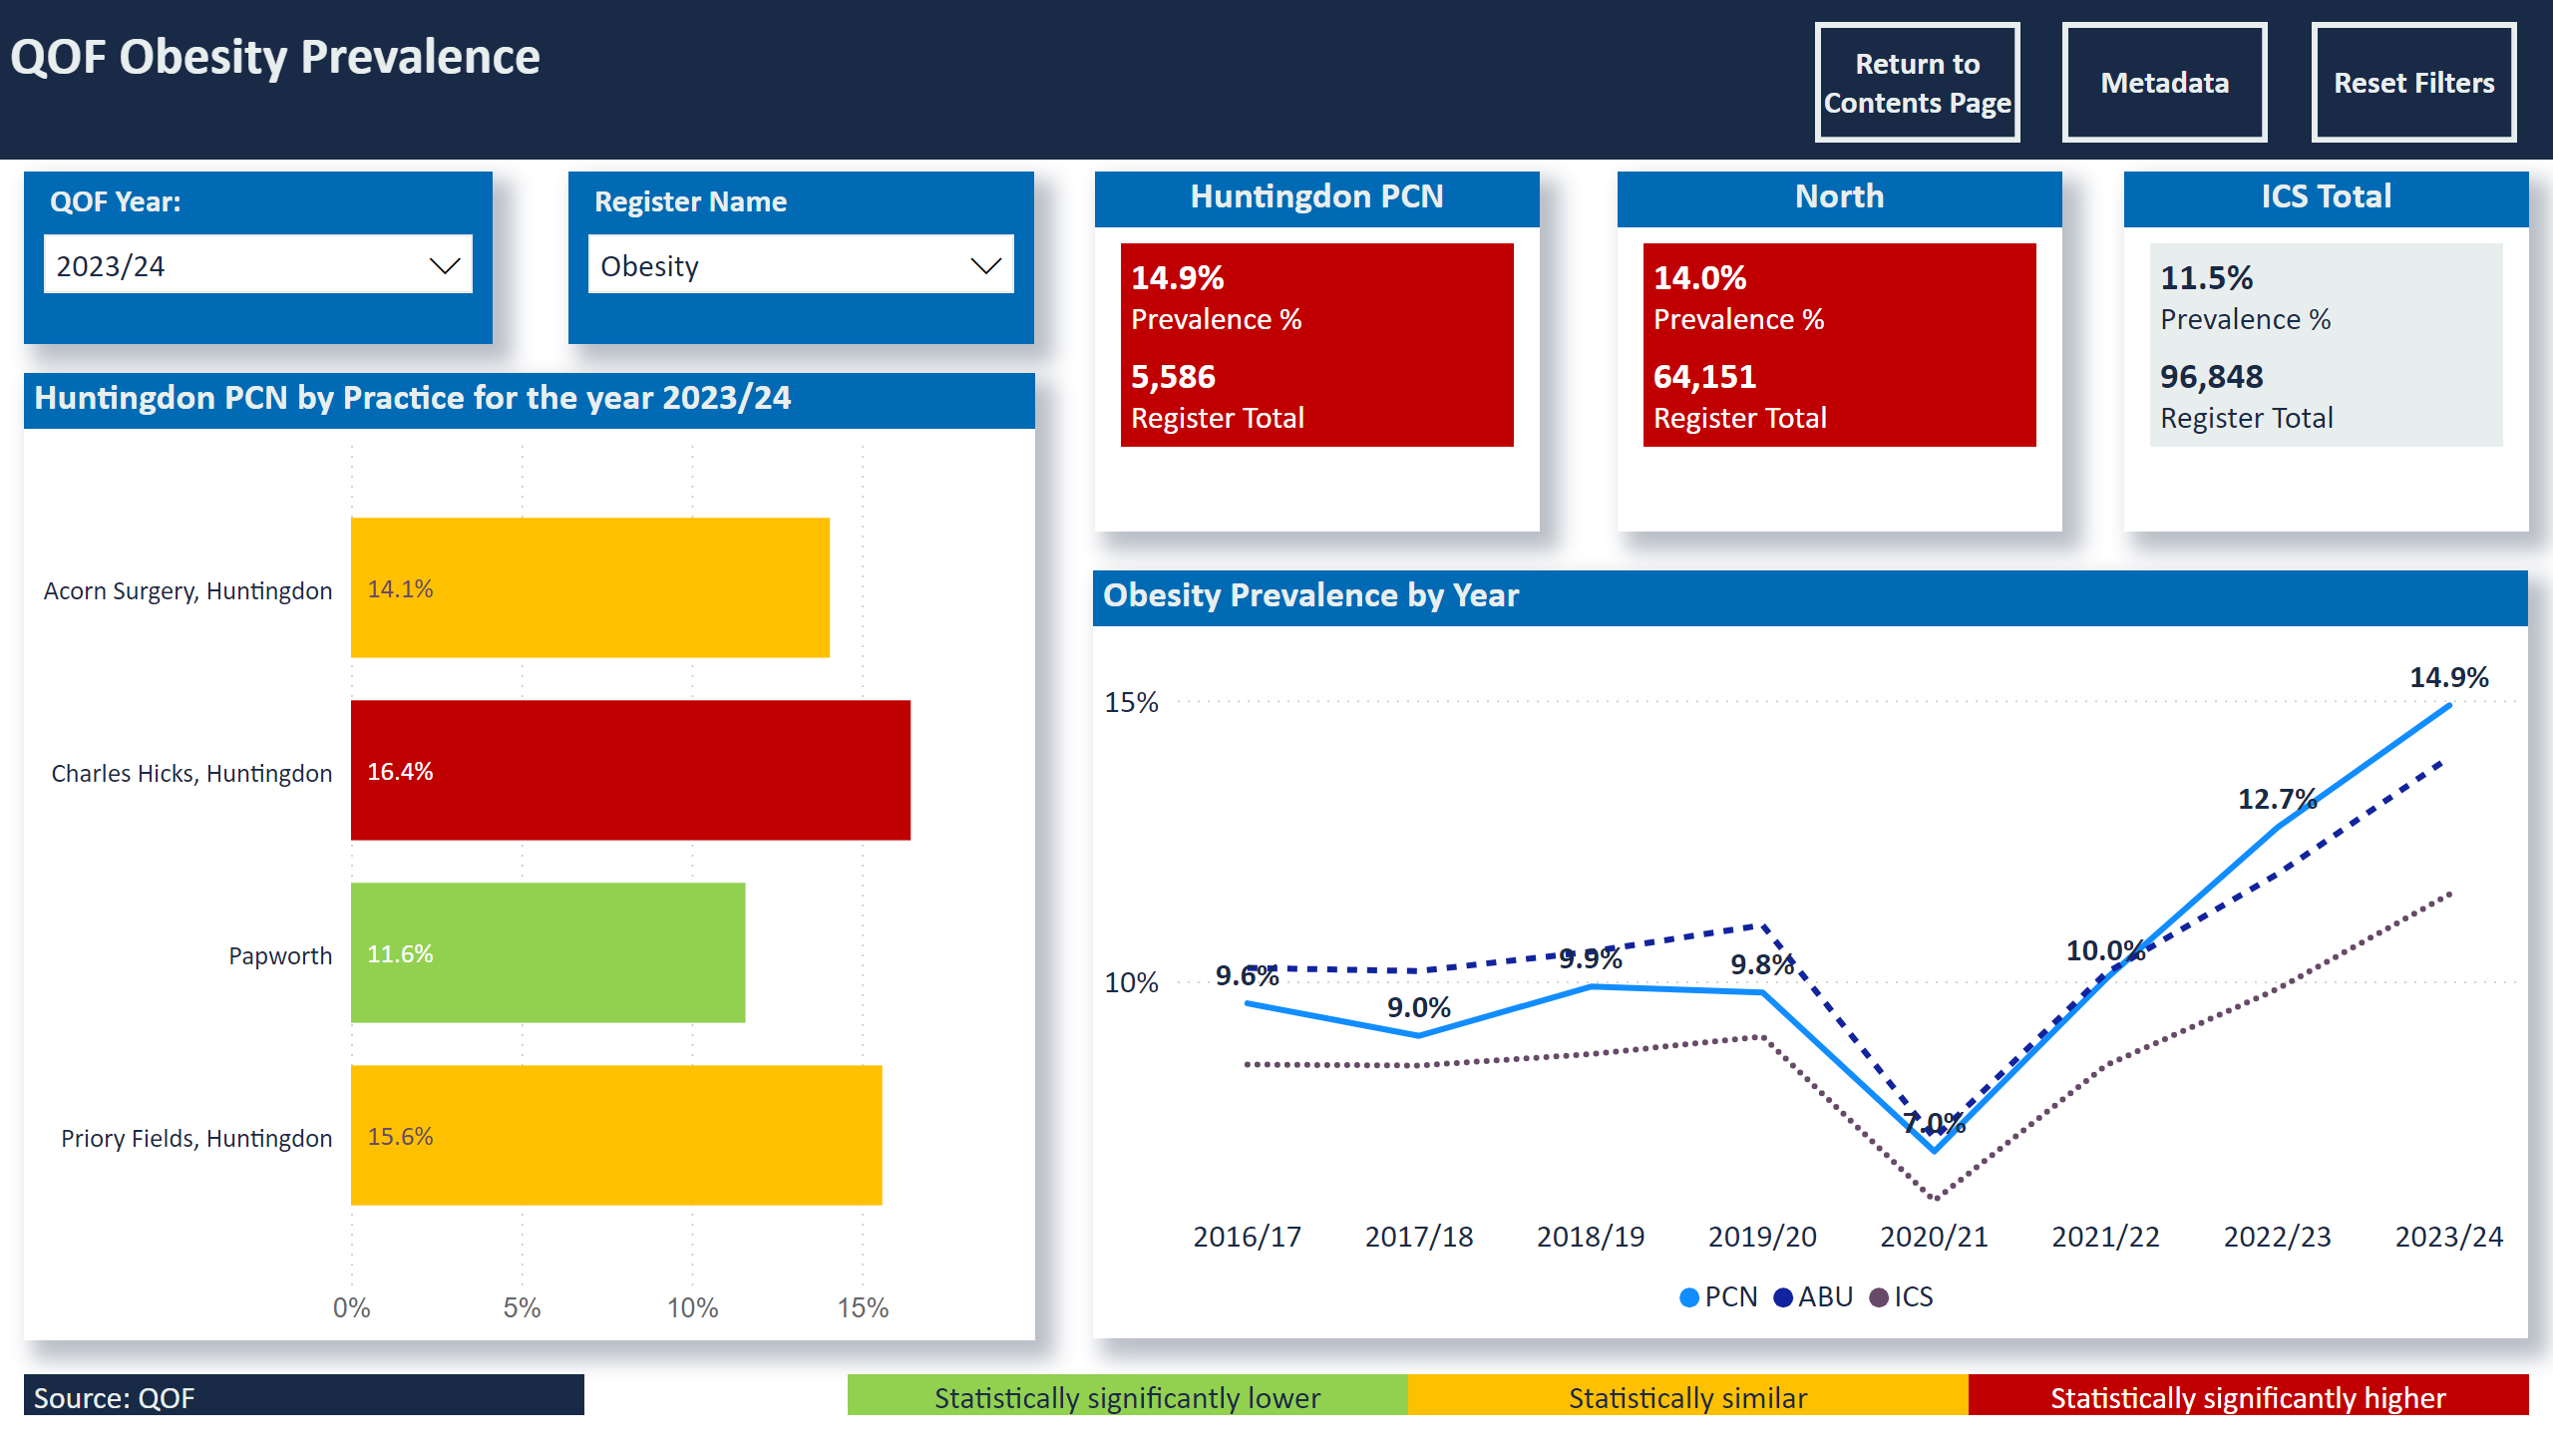 QOF Obesity Prevalence
Return to
Contents Page
Metadata
Reset Filters
QOF Year:
2023/24
Register Name
Obesity
Huntingdon PCN
14.9%
Prevalence %
5,586
Register Total
North
14.0%
Prevalence %
64,151
Register Total
ICS Total
11.5%
Prevalence %
96,848
Register Total
Huntingdon PCN by Practice for the year 2023/24
Acorn Surgery, Huntingdon
14.1%
Charles Hicks, Huntingdon
16.4%
Papworth
11.6%
Priory Fields, Huntingdon
15.6%
0%
5%
10%
15%
Obesity Prevalence by Year
15%
10%
9.6%
9.0%
9.9%
9.8%
7.0%
10.0%
12.7%
14.9%
2016/17
2017/18
2018/19
2019/20
2020/21
2021/22
2022/23
2023/24
PCN
ABU
ICS
Source: QOF
Statistically significantly lower
Statistically similar
Statistically significantly higher